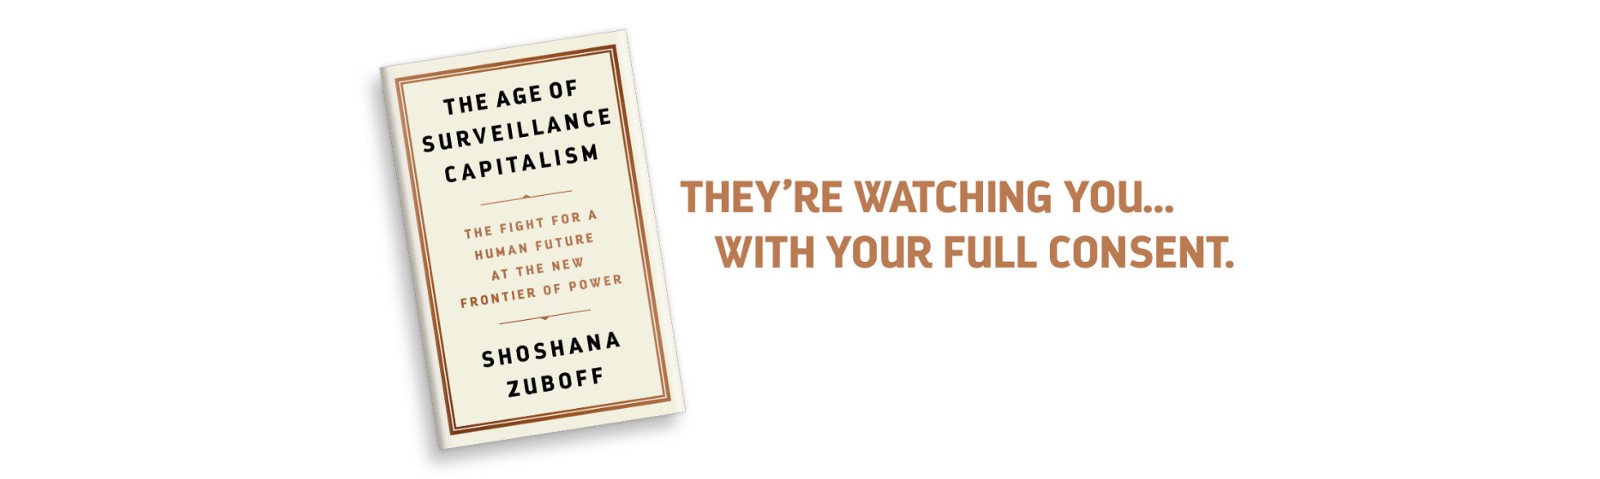 THE AGE OF
SURVEILLANCE
CAPITALISM
THE FIGHT FOR A
HUMAN FUTURE
AT THE NEW
FRONTIER OF POWER
SHOSHANA
ZUBOFF
THEY'RE WATCHING YOU...
WITH YOUR FULL CONSENT.